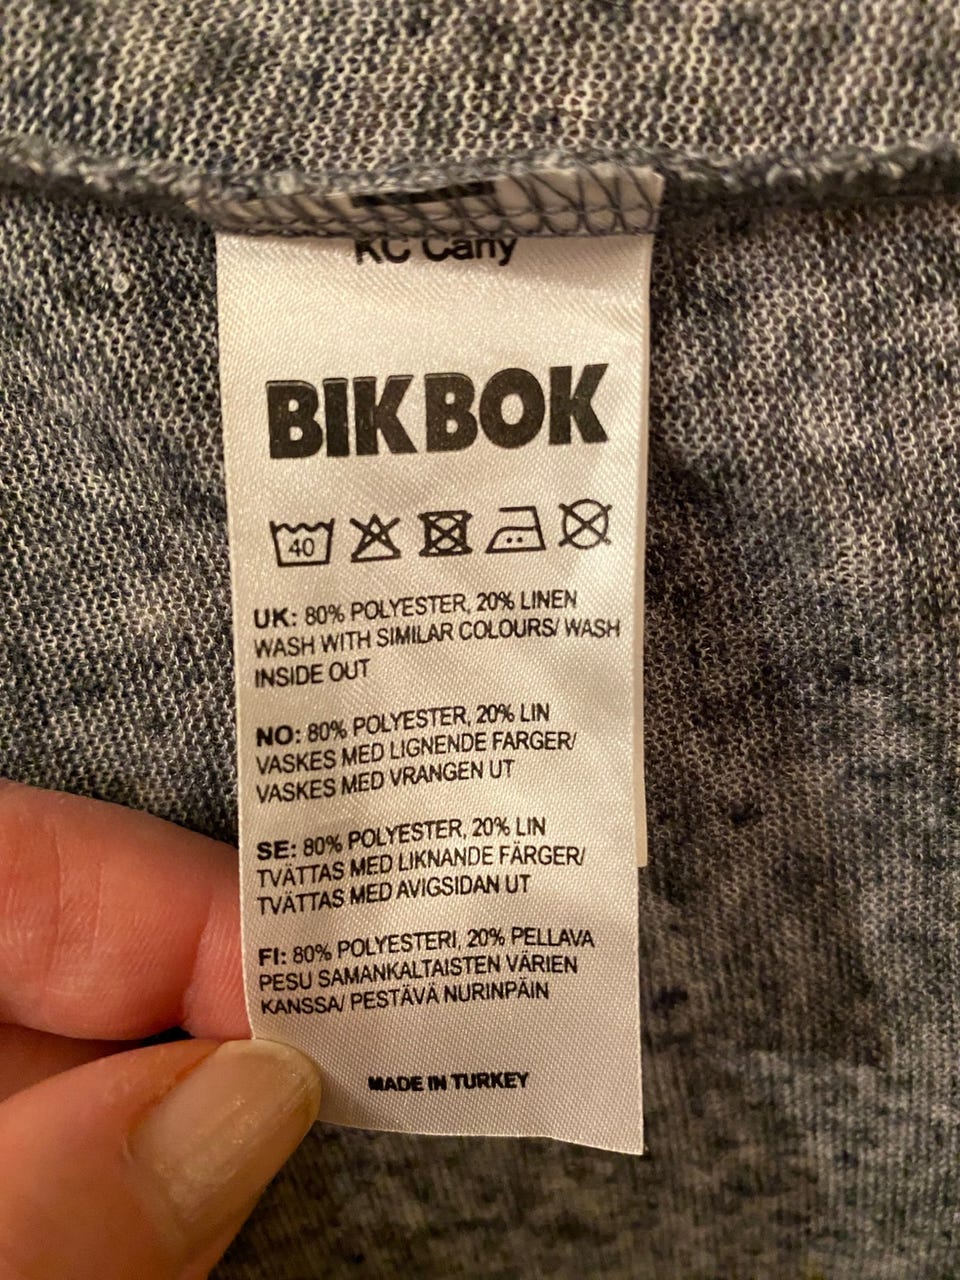 KC Carly
BIKBOK
40
UK: 80% POLYESTER, 20% LINEN
WASH WITH SIMILAR COLOURS/ WASH
INSIDE OUT
NO: 80% POLYESTER, 20% LIN
VASKES MED LIGNENDE FARGER/
VASKES MED VRANGEN UT
SE: 80% POLYESTER, 20% LIN
TVÄTTAS MED LIKNANDE FÄRGER/
TVÄTTAS MED AVIGSIDAN UT
FI: 80% POLYESTERI, 20% PELLAVA
PESU SAMANKALTAISTEN VÄRIEN
KANSSA/ PESTÄVÄ NURINPÄIN
MADE IN TURKEY